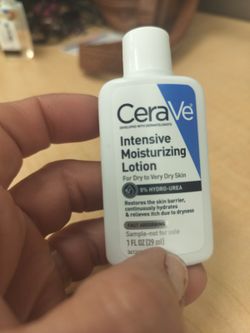 CeraVe
DEVELOPED WITH DERMATOLOGISTS
Intensive
Moisturizing
Lotion
For Dry to Very Dry Skin
5% HYDRO-UREA
Restores the skin barrier,
continuously hydrates
& relieves itch due to dryness
FAST ABSORBING
Sample-not for sale
1 FL OZ (29 ml)